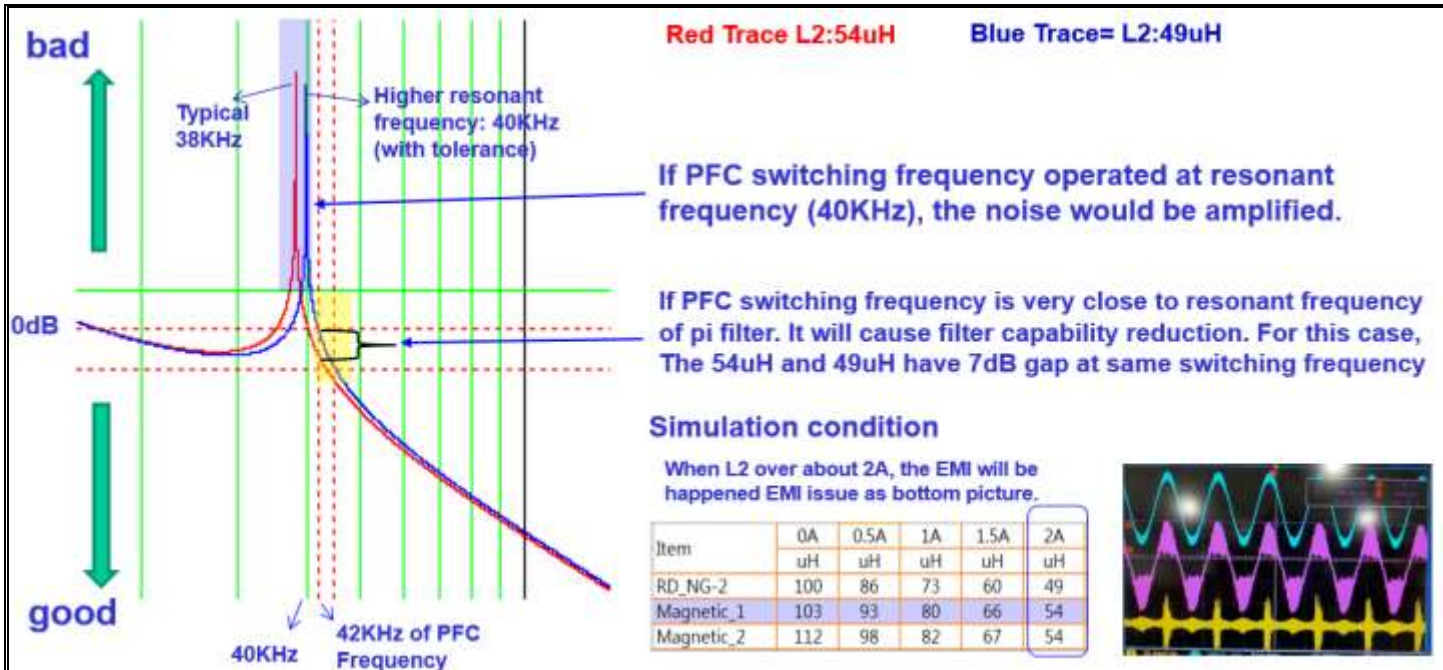 bad
Red Trace L2:54uH
Blue Trace= L2:49uH
Typical
38KHz
Higher resonant
frequency: 40KHz
(with tolerance)
If PFC switching frequency operated at resonant
frequency (40KHz), the noise would be amplified.
0dB
If PFC switching frequency is very close to resonant frequency
of pi filter. It will cause filter capability reduction. For this case,
The 54uH and 49uH have 7dB gap at same switching frequency
Simulation condition
When L2 over about 2A, the EMI will be
happened EMI issue as bottom picture.
Item 0A 0.5A 1A 1.5A 2A
uH uH uH uH uH
RD_NG-2 100 86 73 60 49
Magnetic_1 103 93 80 66 54
Magnetic_2 112 98 82 67 54
good
40KHz
42KHz of PFC
Frequency